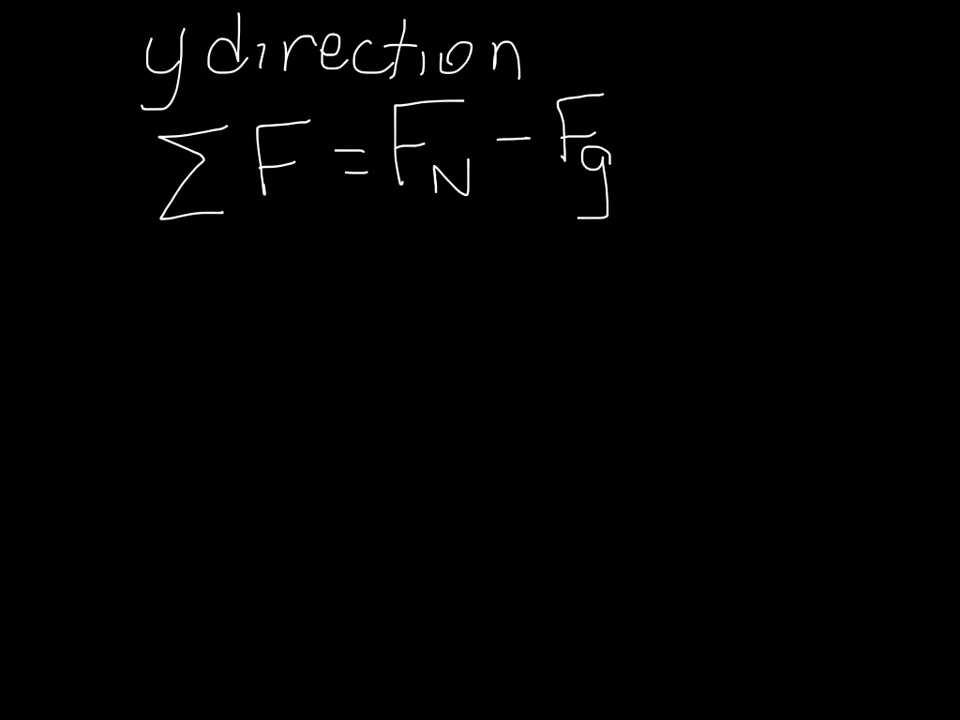 y direction
∑ F = F_N - F_g